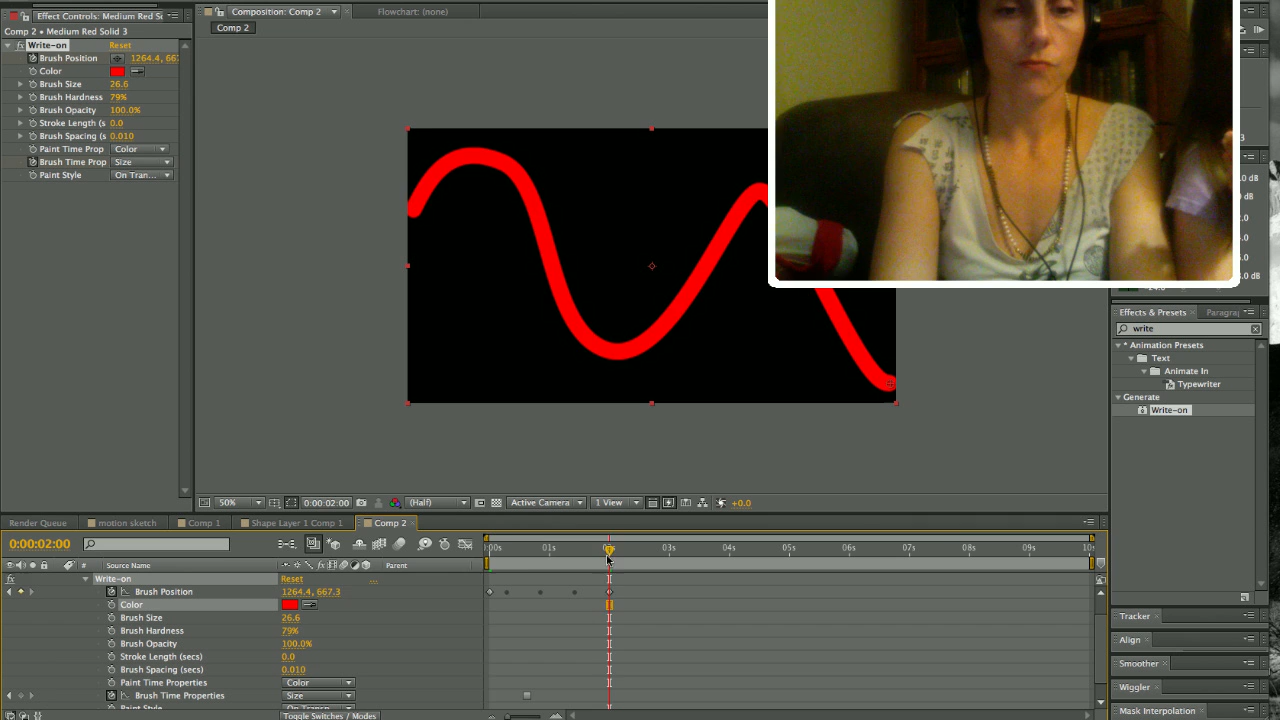 Effect Controls: Medium Red So
Comp 2 • Medium Red Solid 3
fx Write-on Reset
Brush Position 1264.4, 667
Color
Brush Size 26.6
Brush Hardness 79%
Brush Opacity 100.0%
Stroke Length (s 0.0
Brush Spacing (s 0.010
Paint Time Prop Color
Brush Time Prop Size
Paint Style On Tran...
Composition: Comp 2
Flowchart: (none)
Comp 2
50%
0:00:02:00
(Half)
Active Camera
1 View
+0.0
.0 dB
Effects & Presets
Paragra
write
* Animation Presets
Text
Animate In
Typewriter
Generate
Write-on
Tracker
Align
Smoother
Wiggler
Mask Interpolation
Render Queue
motion sketch
Comp 1
Shape Layer 1 Comp 1
Comp 2
0:00:02:00
:00s 01s 03s 04s 05s 06s 07s 08s 09s 10s
# Source Name
Parent
fx Write-on Reset ...
Brush Position 1264.4, 667.3
Color
Brush Size 26.6
Brush Hardness 79%
Brush Opacity 100.0%
Stroke Length (secs) 0.0
Brush Spacing (secs) 0.010
Paint Time Properties Color
Brush Time Properties Size
Toggle Switches / Modes